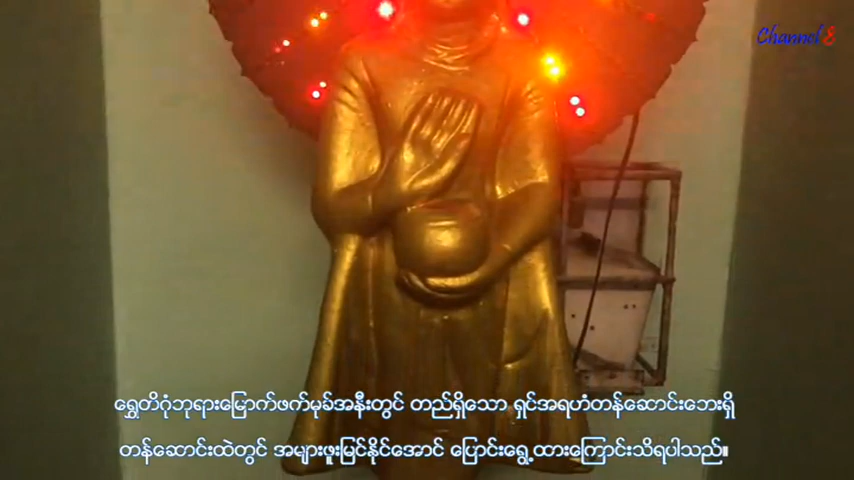 Channel 8
ရွှေတိဂုံဘုရားမြောက်ဖက်မုခ်အနီးတွင် တည်ရှိသော ရှင်အရဟံတန်ဆောင်းဘေးရှိ
တန်ဆောင်းထဲတွင် အများဖူးမြင်နိုင်အောင် ပြောင်းရွှေ့ထားကြောင်းသိရပါသည်။